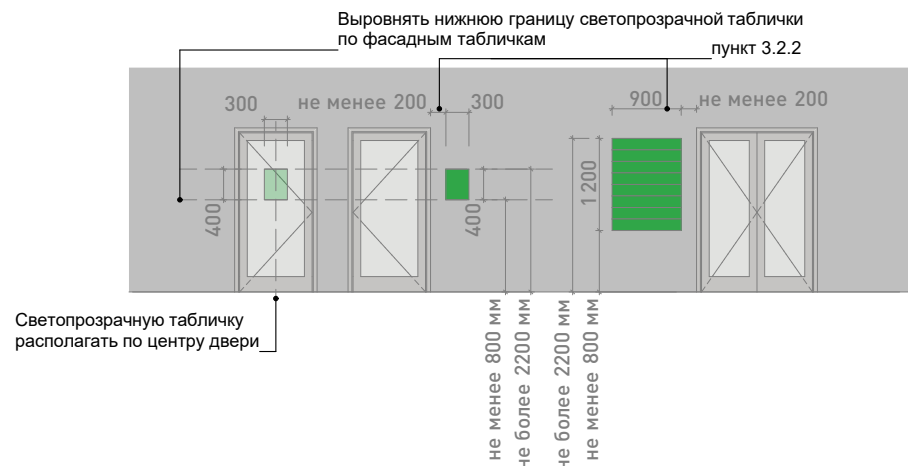 Выровнять нижнюю границу светопрозрачной таблички
по фасадным табличкам
пункт 3.2.2
300
не менее 200
300
900
не менее 200
400
400
1200
Светопрозрачную табличку
располагать по центру двери
не менее 800 мм
не более 2200 мм
не более 2200 мм
не менее 800 мм